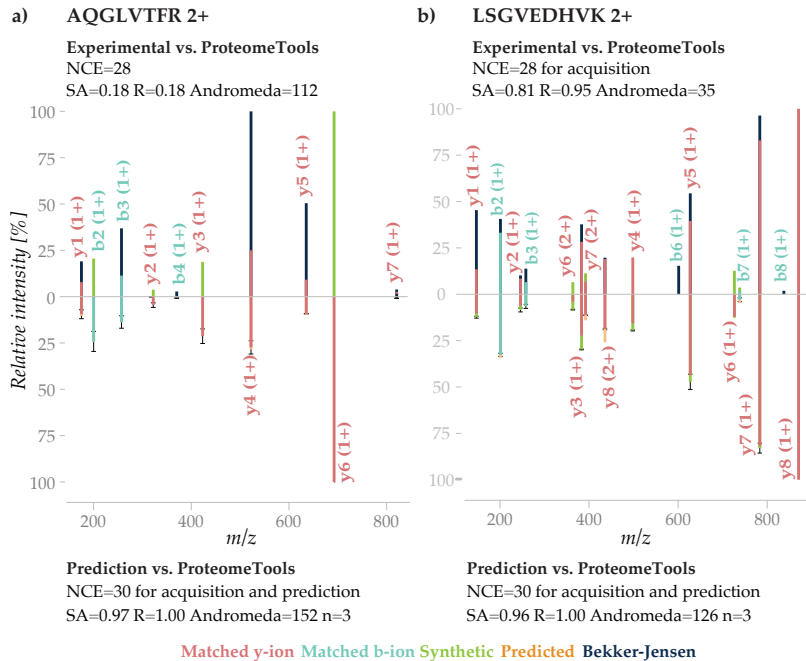 a) AQGLVTFR 2+
Experimental vs. ProteomeTools
NCE=28
SA=0.18 R=0.18 Andromeda=112
b) LSGVEDHVK 2+
Experimental vs. ProteomeTools
NCE=28 for acquisition
SA=0.81 R=0.95 Andromeda=35
Relative intensity [%]
100
75
50
25
0
25
50
75
100
y1 (1+)
b2 (1+)
b3 (1+)
y2 (1+)
b4 (1+)
y3 (1+)
y4 (1+)
y5 (1+)
y6 (1+)
y7 (1+)
200
400
600
800
m/z
100
75
50
25
0
25
50
75
100
y1 (1+)
b2 (1+)
y2 (1+)
b3 (1+)
y6 (2+)
y3 (1+)
y7 (2+)
y8 (2+)
y4 (1+)
b6 (1+)
y5 (1+)
y6 (1+)
b7 (1+)
y7 (1+)
b8 (1+)
y8 (1+)
200
400
600
800
m/z
Prediction vs. ProteomeTools
NCE=30 for acquisition and prediction
SA=0.97 R=1.00 Andromeda=152 n=3
Prediction vs. ProteomeTools
NCE=30 for acquisition and prediction
SA=0.96 R=1.00 Andromeda=126 n=3
Matched y-ion Matched b-ion Synthetic Predicted Bekker-Jensen